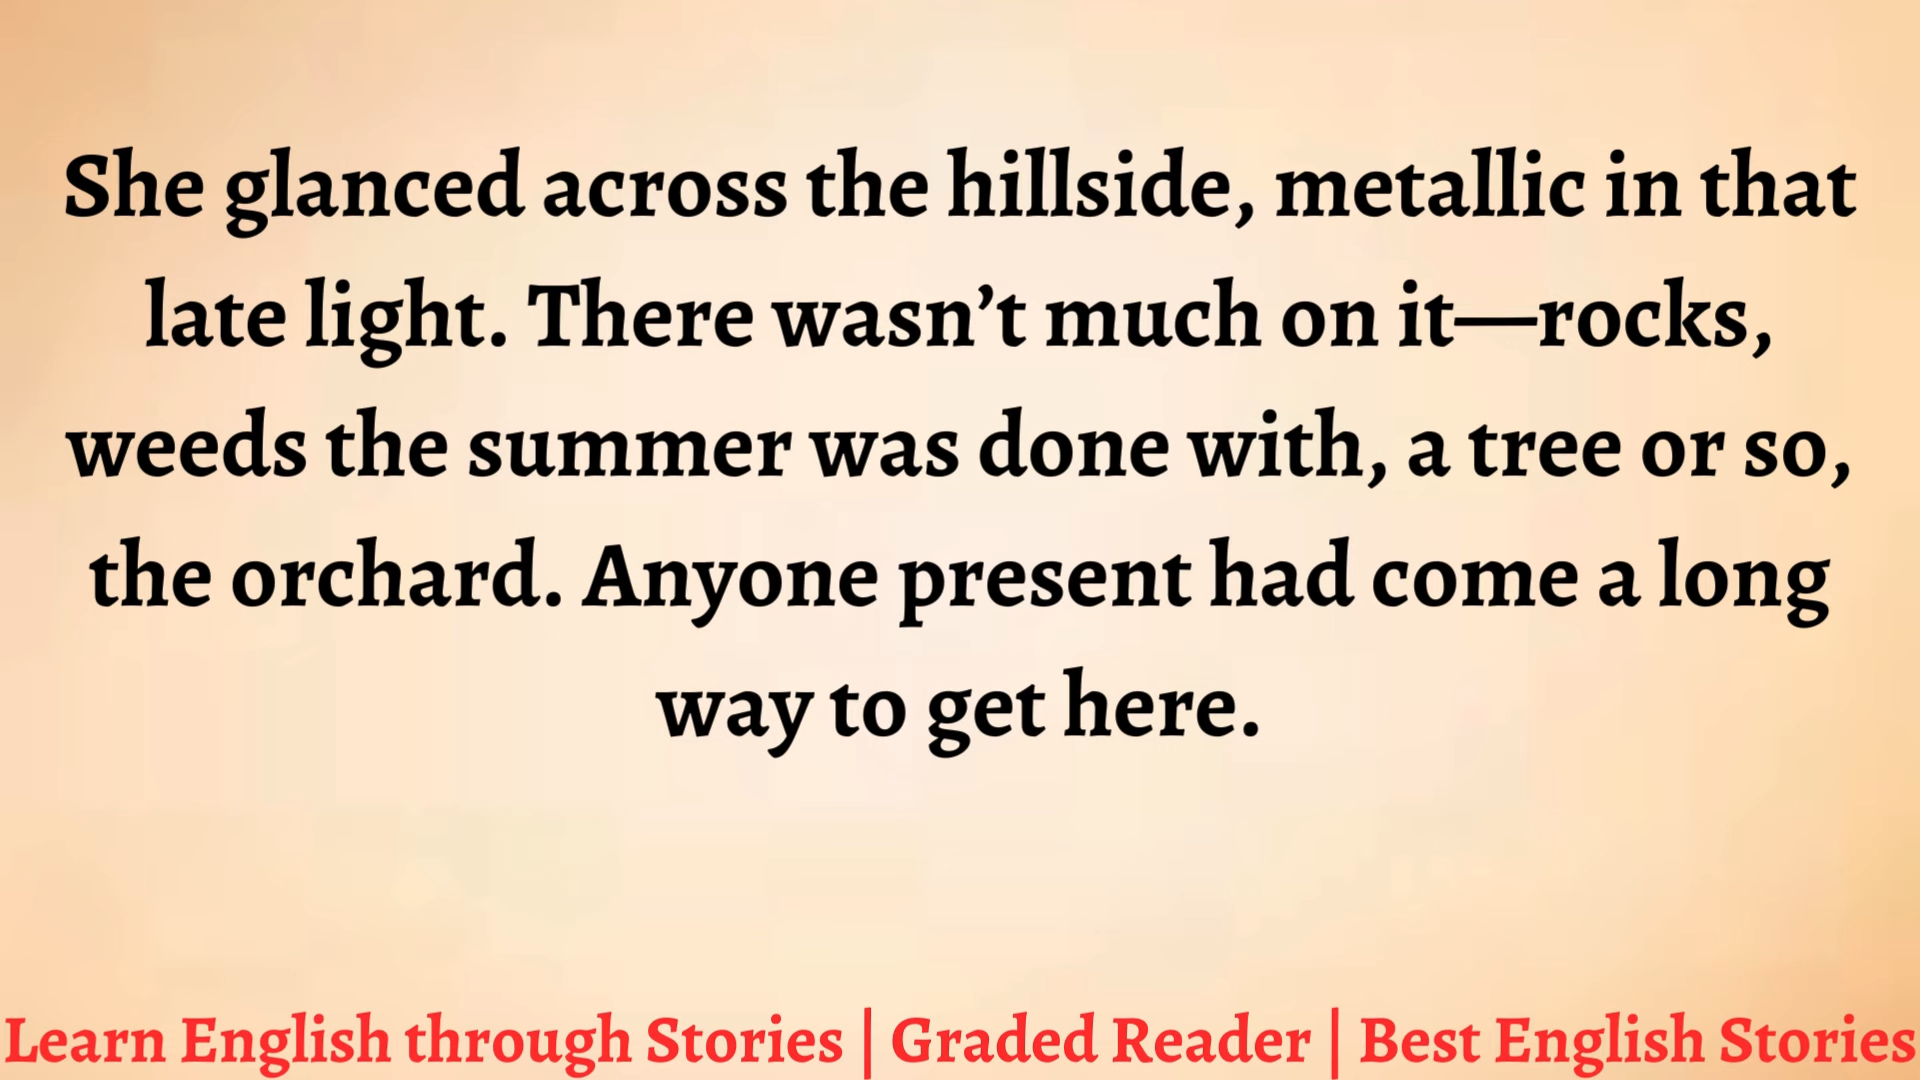 She glanced across the hillside, metallic in that
late light. There wasn’t much on it—rocks,
weeds the summer was done with, a tree or so,
the orchard. Anyone present had come a long
way to get here.
Learn English through Stories | Graded Reader | Best English Stories